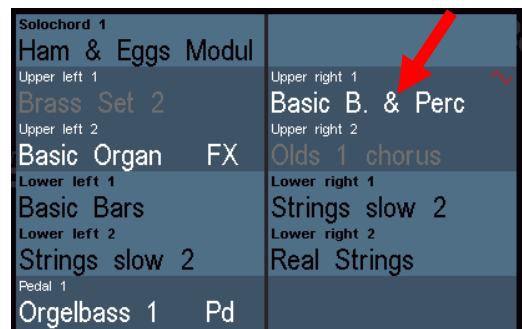 Solochord 1
Ham & Eggs Modul
Upper left 1
Brass Set 2
Upper right 1
Basic B. & Perc
Upper left 2
Basic Organ FX
Upper right 2
Olds 1 chorus
Lower left 1
Basic Bars
Lower right 1
Strings slow 2
Lower left 2
Strings slow 2
Lower right 2
Real Strings
Pedal 1
Orgelbass 1 Pd